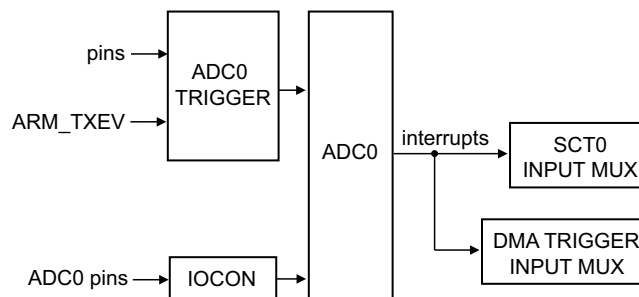 pins
ADC0
TRIGGER
ARM_TXEV
ADC0
interrupts
SCT0
INPUT MUX
DMA TRIGGER
INPUT MUX
ADC0 pins
IOCON